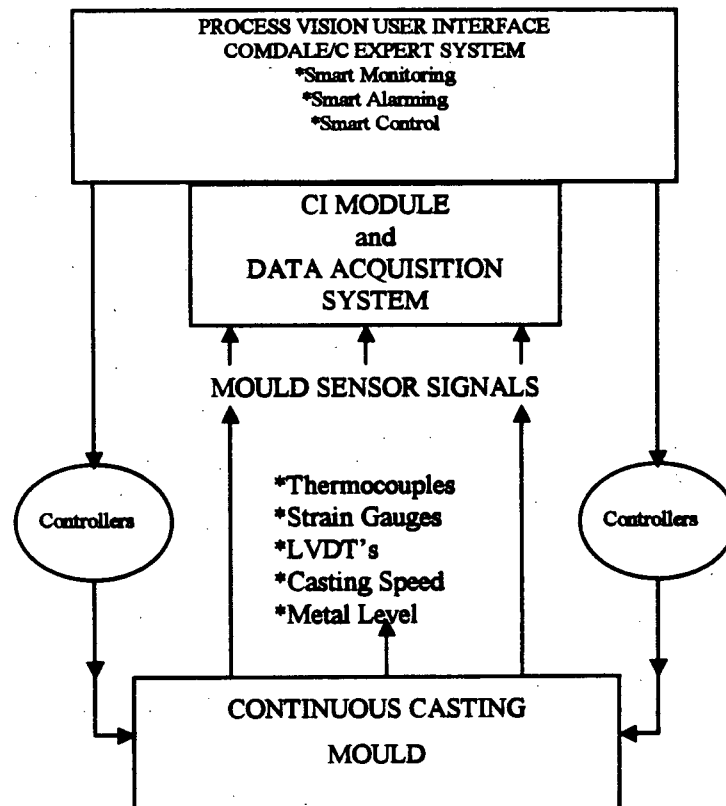 PROCESS VISION USER INTERFACE
COMDALE/C EXPERT SYSTEM
*Smart Monitoring
*Smart Alarming
*Smart Control
CI MODULE
and
DATA ACQUISITION
SYSTEM
MOULD SENSOR SIGNALS
*Thermocouples
*Strain Gauges
*LVDT's
*Casting Speed
*Metal Level
Controllers
Controllers
CONTINUOUS CASTING
MOULD